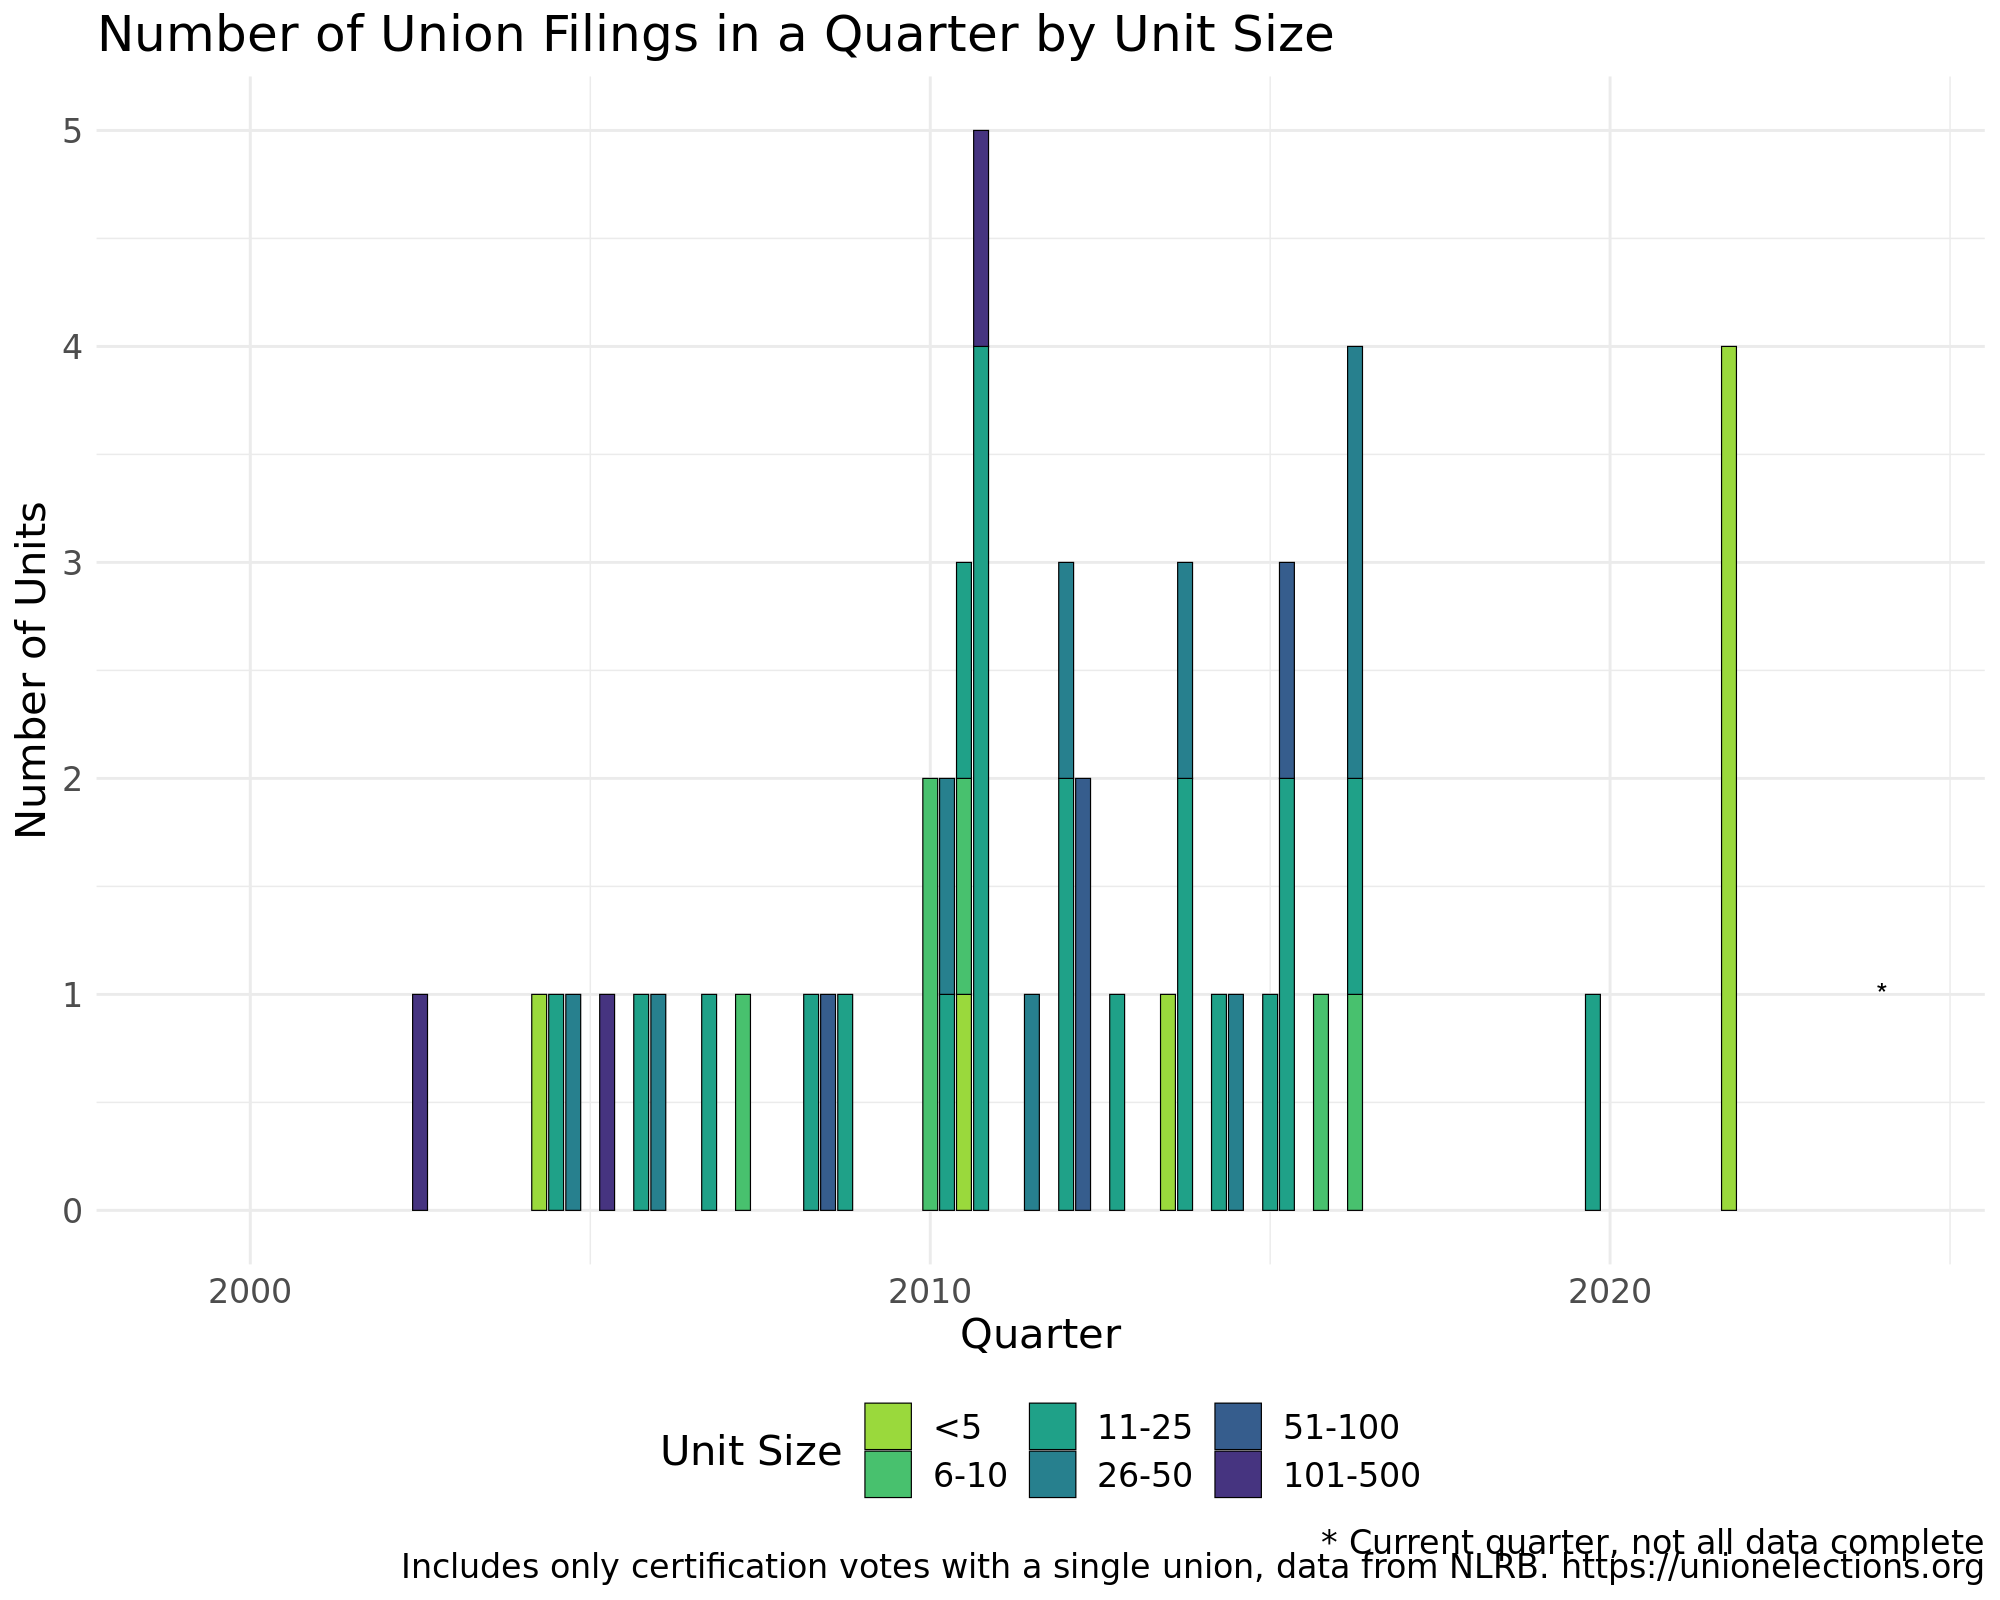 Number of Union Filings in a Quarter by Unit Size
Number of Units
5
4
3
2
1
0
*
2000 2010 2020
Quarter
Unit Size
<5 11-25 51-100
6-10 26-50 101-500
* Current quarter, not all data complete
Includes only certification votes with a single union, data from NLRB. https://unionelections.org